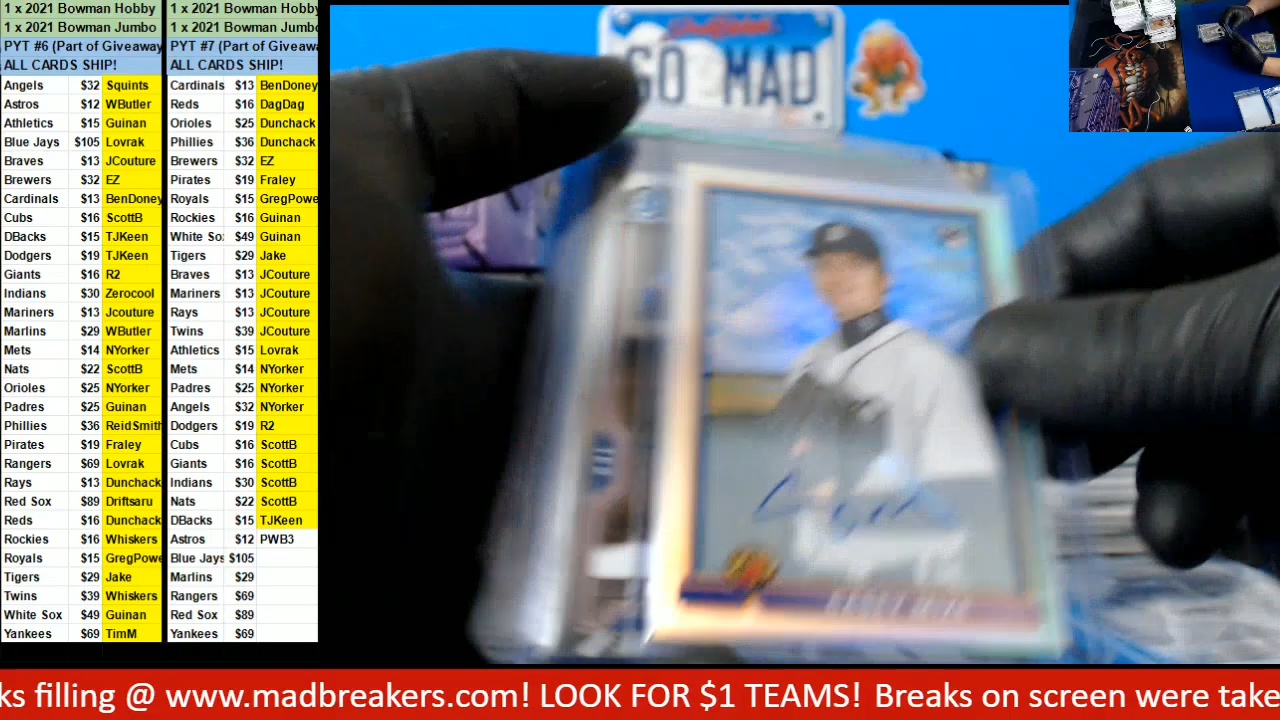 1 x 2021 Bowman Hobby 1 x 2021 Bowman Hobby
1 x 2021 Bowman Jumbo 1 x 2021 Bowman Jumbo
PYT #6 (Part of Giveaway PYT #7 (Part of Giveawa
ALL CARDS SHIP! ALL CARDS SHIP!
Angels $32 Squints Cardinals $13 BenDoney
Astros $12 WButler Reds $16 DagDag
Athletics $15 Guinan Orioles $25 Dunchack
Blue Jays $105 Lovrak Phillies $36 Dunchack
Braves $13 JCouture Brewers $32 EZ
Brewers $32 EZ Pirates $19 Fraley
Cardinals $13 BenDoney Royals $15 GregPowe
Cubs $16 ScottB Rockies $16 Guinan
DBacks $15 TJKeen White So $49 Guinan
Dodgers $19 TJKeen Tigers $29 Jake
Giants $16 R2 Braves $13 JCouture
Indians $30 Zerocool Mariners $13 JCouture
Mariners $13 Jcouture Rays $13 JCouture
Marlins $29 WButler Twins $39 JCouture
Mets $14 NYorker Athletics $15 Lovrak
Nats $22 ScottB Mets $14 NYorker
Orioles $25 NYorker Padres $25 NYorker
Padres $25 Guinan Angels $32 NYorker
Phillies $36 ReidSmith Dodgers $19 R2
Pirates $19 Fraley Cubs $16 ScottB
Rangers $69 Lovrak Giants $16 ScottB
Rays $13 Dunchack Indians $30 ScottB
Red Sox $89 Driftsaru Nats $22 ScottB
Reds $16 Dunchack DBacks $15 TJKeen
Rockies $16 Whiskers Astros $12 PWB3
Royals $15 GregPowe Blue Jays $105
Tigers $29 Jake Marlins $29
Twins $39 Whiskers Rangers $69
White Sox $49 Guinan Red Sox $89
Yankees $69 TimM Yankees $69
GO MAD
ks filling @ www.madbreakers.com! LOOK FOR $1 TEAMS! Breaks on screen were take